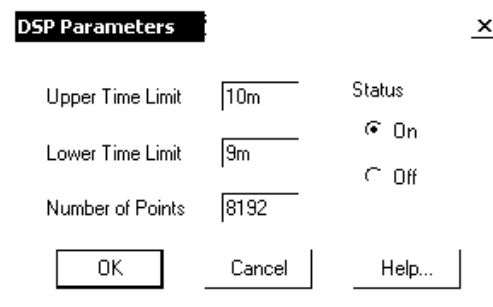 DSP Parameters
Upper Time Limit 10m
Status
On
Lower Time Limit 9m
Off
Number of Points 8192
OK Cancel Help...